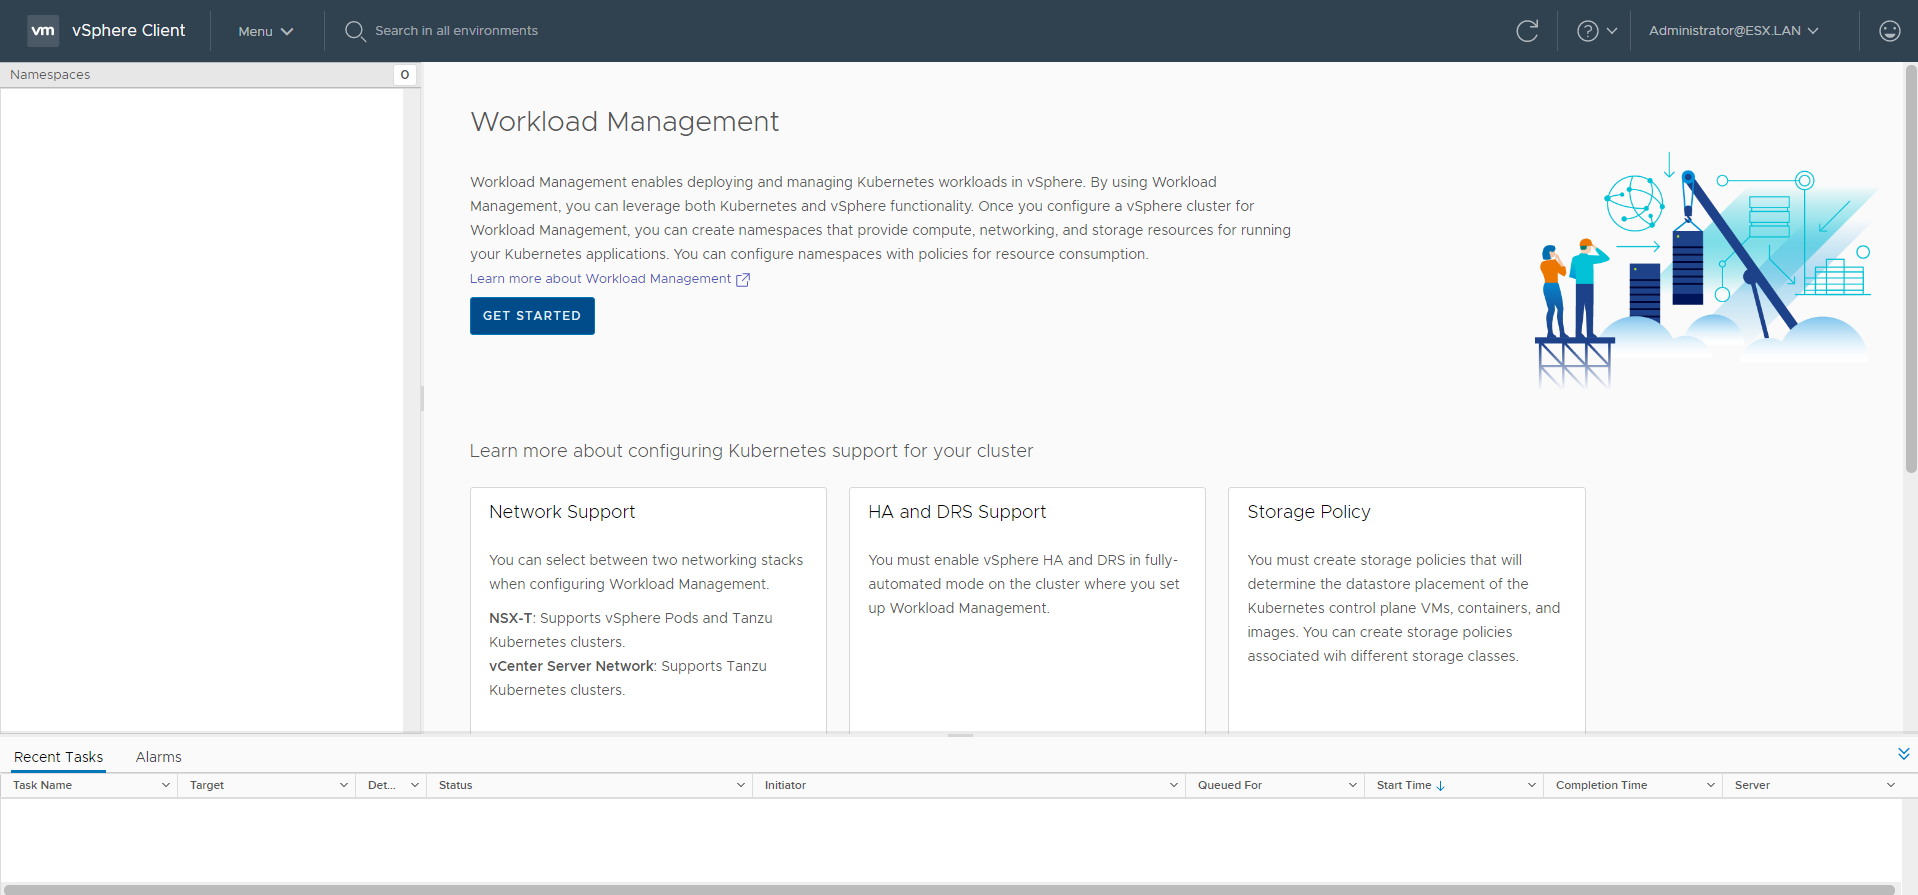 vm vSphere Client Menu Search in all environments ? Administrator@ESX.LAN
Namespaces 0
Workload Management
Workload Management enables deploying and managing Kubernetes workloads in vSphere. By using Workload
Management, you can leverage both Kubernetes and vSphere functionality. Once you configure a vSphere cluster for
Workload Management, you can create namespaces that provide compute, networking, and storage resources for running
your Kubernetes applications. You can configure namespaces with policies for resource consumption.
Learn more about Workload Management
GET STARTED
Learn more about configuring Kubernetes support for your cluster
Network Support
You can select between two networking stacks
when configuring Workload Management.
NSX-T: Supports vSphere Pods and Tanzu
Kubernetes clusters.
vCenter Server Network: Supports Tanzu
Kubernetes clusters.
HA and DRS Support
You must enable vSphere HA and DRS in fully-
automated mode on the cluster where you set
up Workload Management.
Storage Policy
You must create storage policies that will
determine the datastore placement of the
Kubernetes control plane VMs, containers, and
images. You can create storage policies
associated wih different storage classes.
Recent Tasks Alarms
Task Name Target Det... Status Initiator Queued For Start Time Completion Time Server